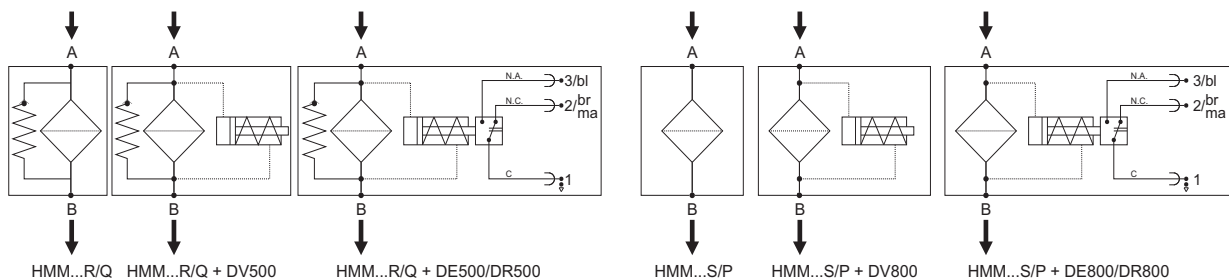 A A A A A A
N.A. 3/bl N.A. 3/bl
N.C. 2/br ma N.C. 2/br ma
C 1 C 1
B B B B B B
HMM...R/Q HMM...R/Q + DV500 HMM...R/Q + DE500/DR500 HMM...S/P HMM...S/P + DV800 HMM...S/P + DE800/DR800